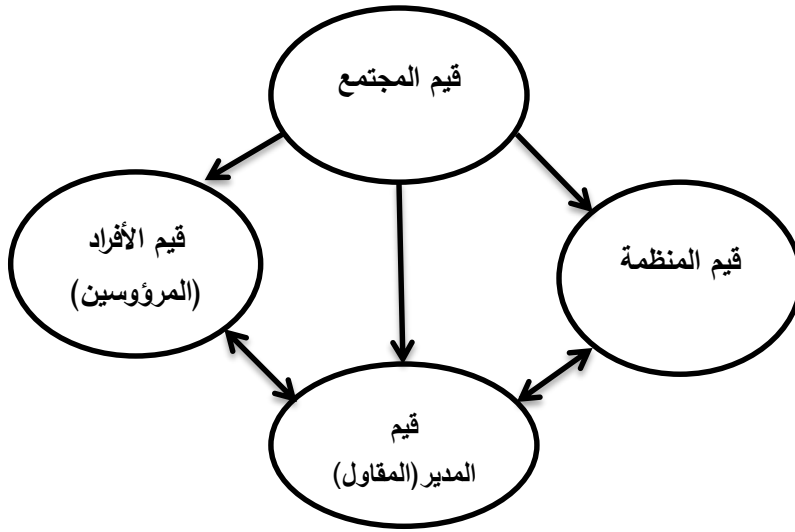 قيم المجتمع
قيم المنظمة
قيم الأفراد
(المرؤوسين)
قيم
المدير(المقاول)